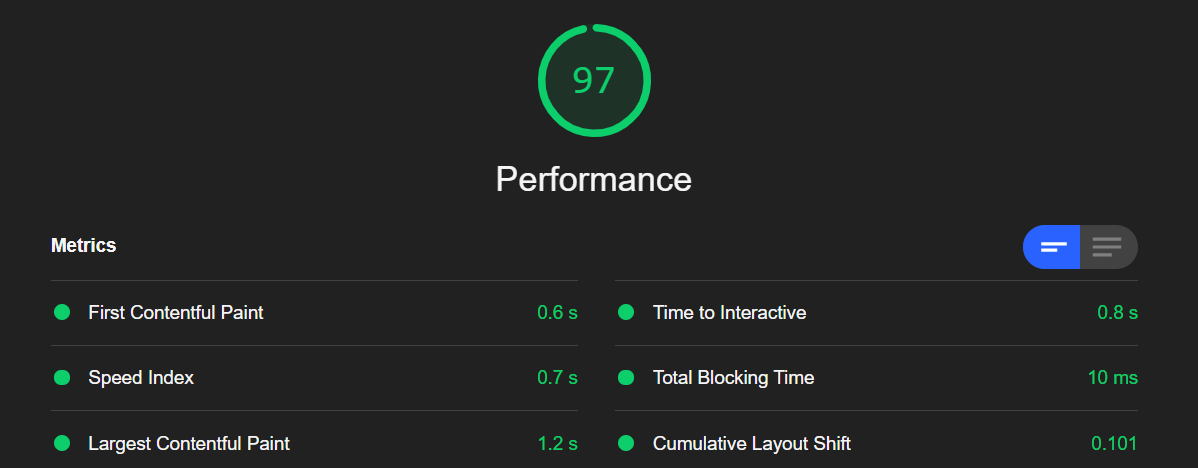 97
Performance
Metrics
First Contentful Paint 0.6 s
Time to Interactive 0.8 s
Speed Index 0.7 s
Total Blocking Time 10 ms
Largest Contentful Paint 1.2 s
Cumulative Layout Shift 0.101